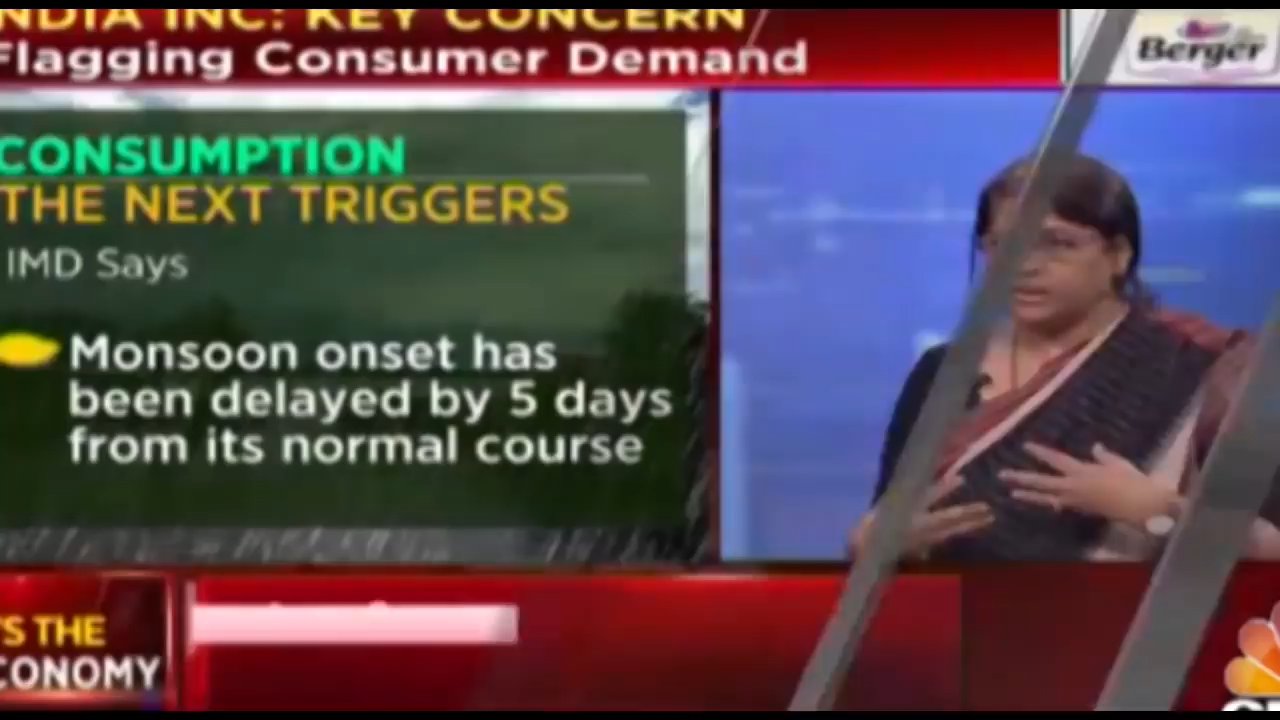 NDIA INC: KEY CONCERN
Flagging Consumer Demand
Berger
CONSUMPTION
THE NEXT TRIGGERS
IMD Says
Monsoon onset has
been delayed by 5 days
from its normal course
'S THE
CONOMY